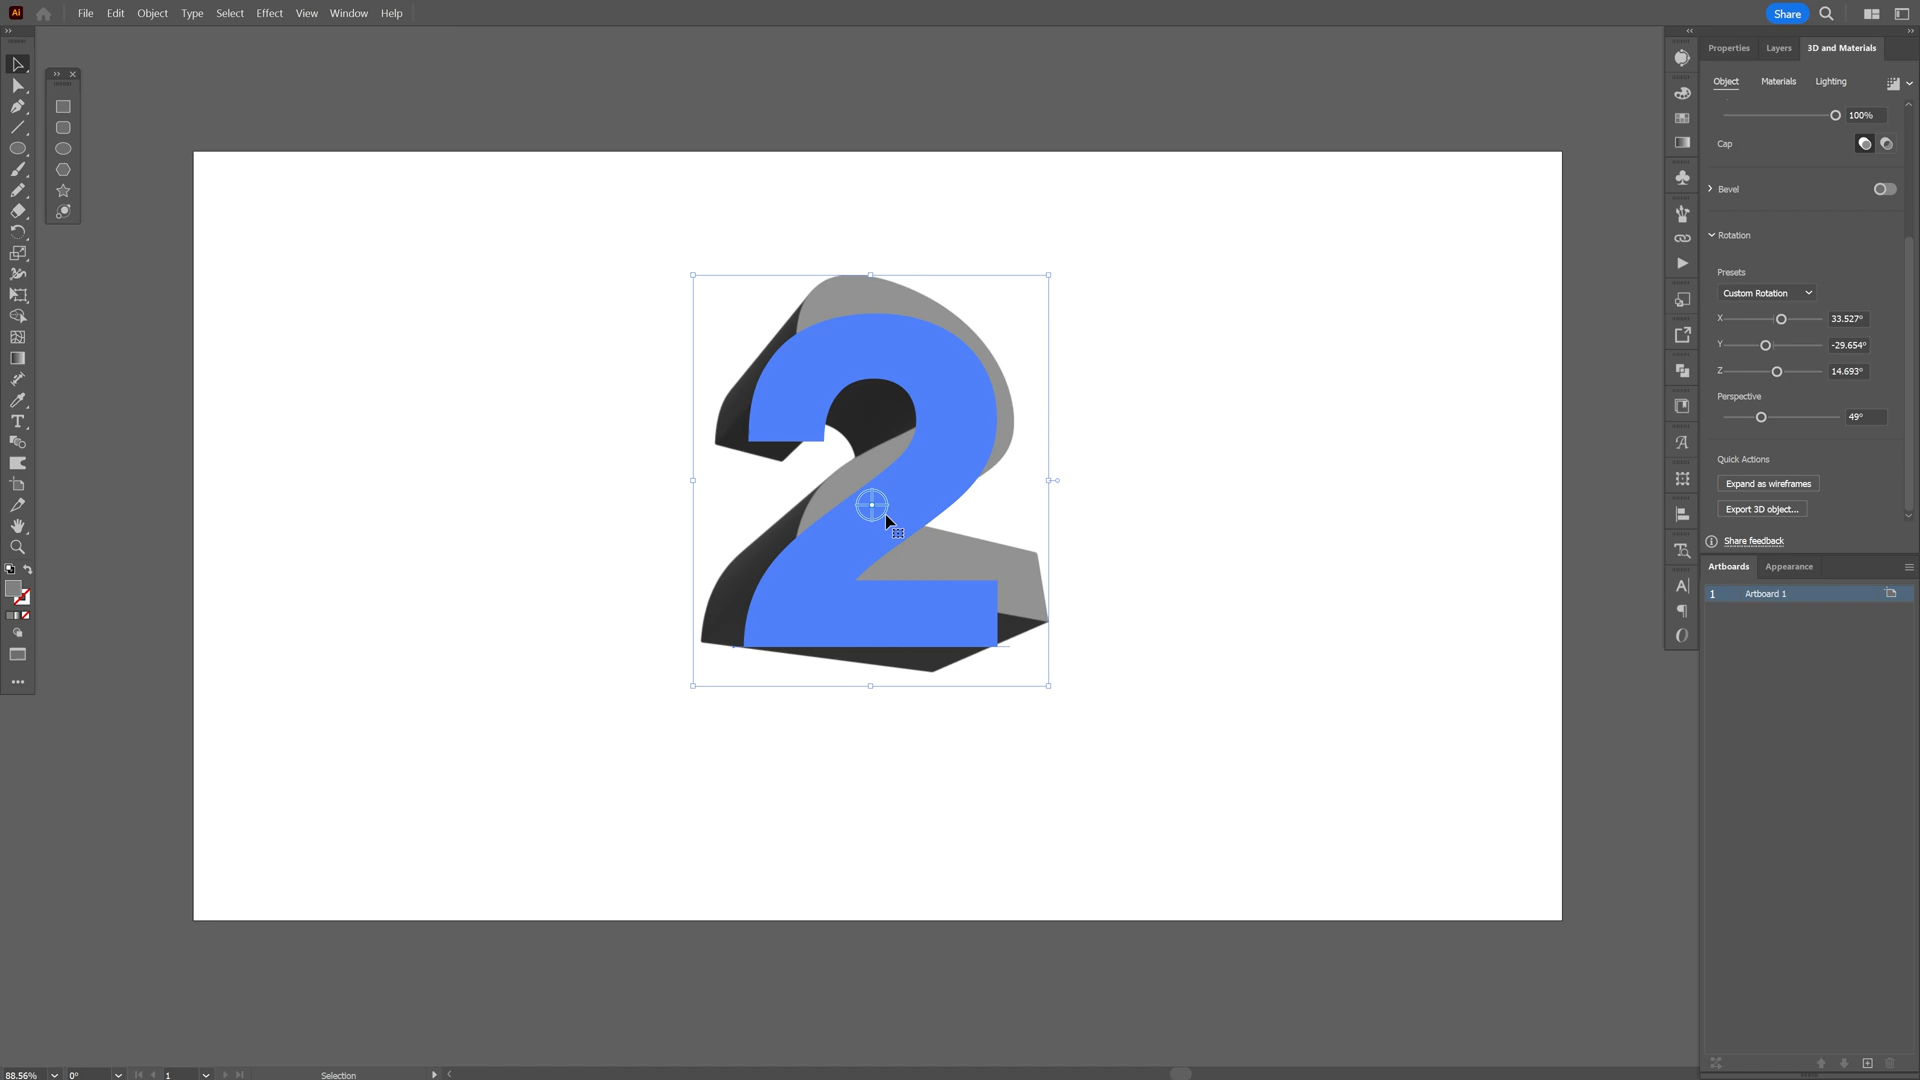 Ai File Edit Object Type Select Effect View Window Help Share
Properties Layers 3D and Materials
Object Materials Lighting
100%
Cap
Bevel
Rotation
Presets
Custom Rotation
X 33.527°
Y -29.654°
Z 14.693°
Perspective
49°
Quick Actions
Expand as wireframes
Export 3D object...
Share feedback
Artboards Appearance
1 Artboard 1
2
88.56% 0° 1 Selection